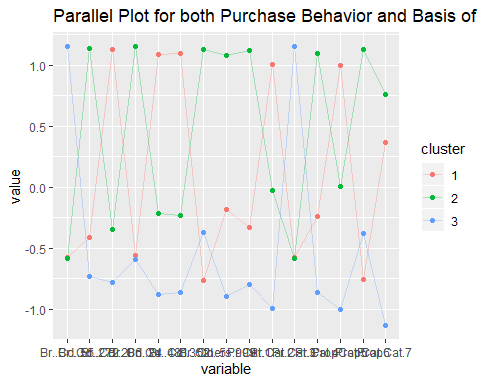 Parallel Plot for both Purchase Behavior and Basis of
1.0
0.5
0.0
-0.5
-1.0
value
variable
cluster
1
2
3